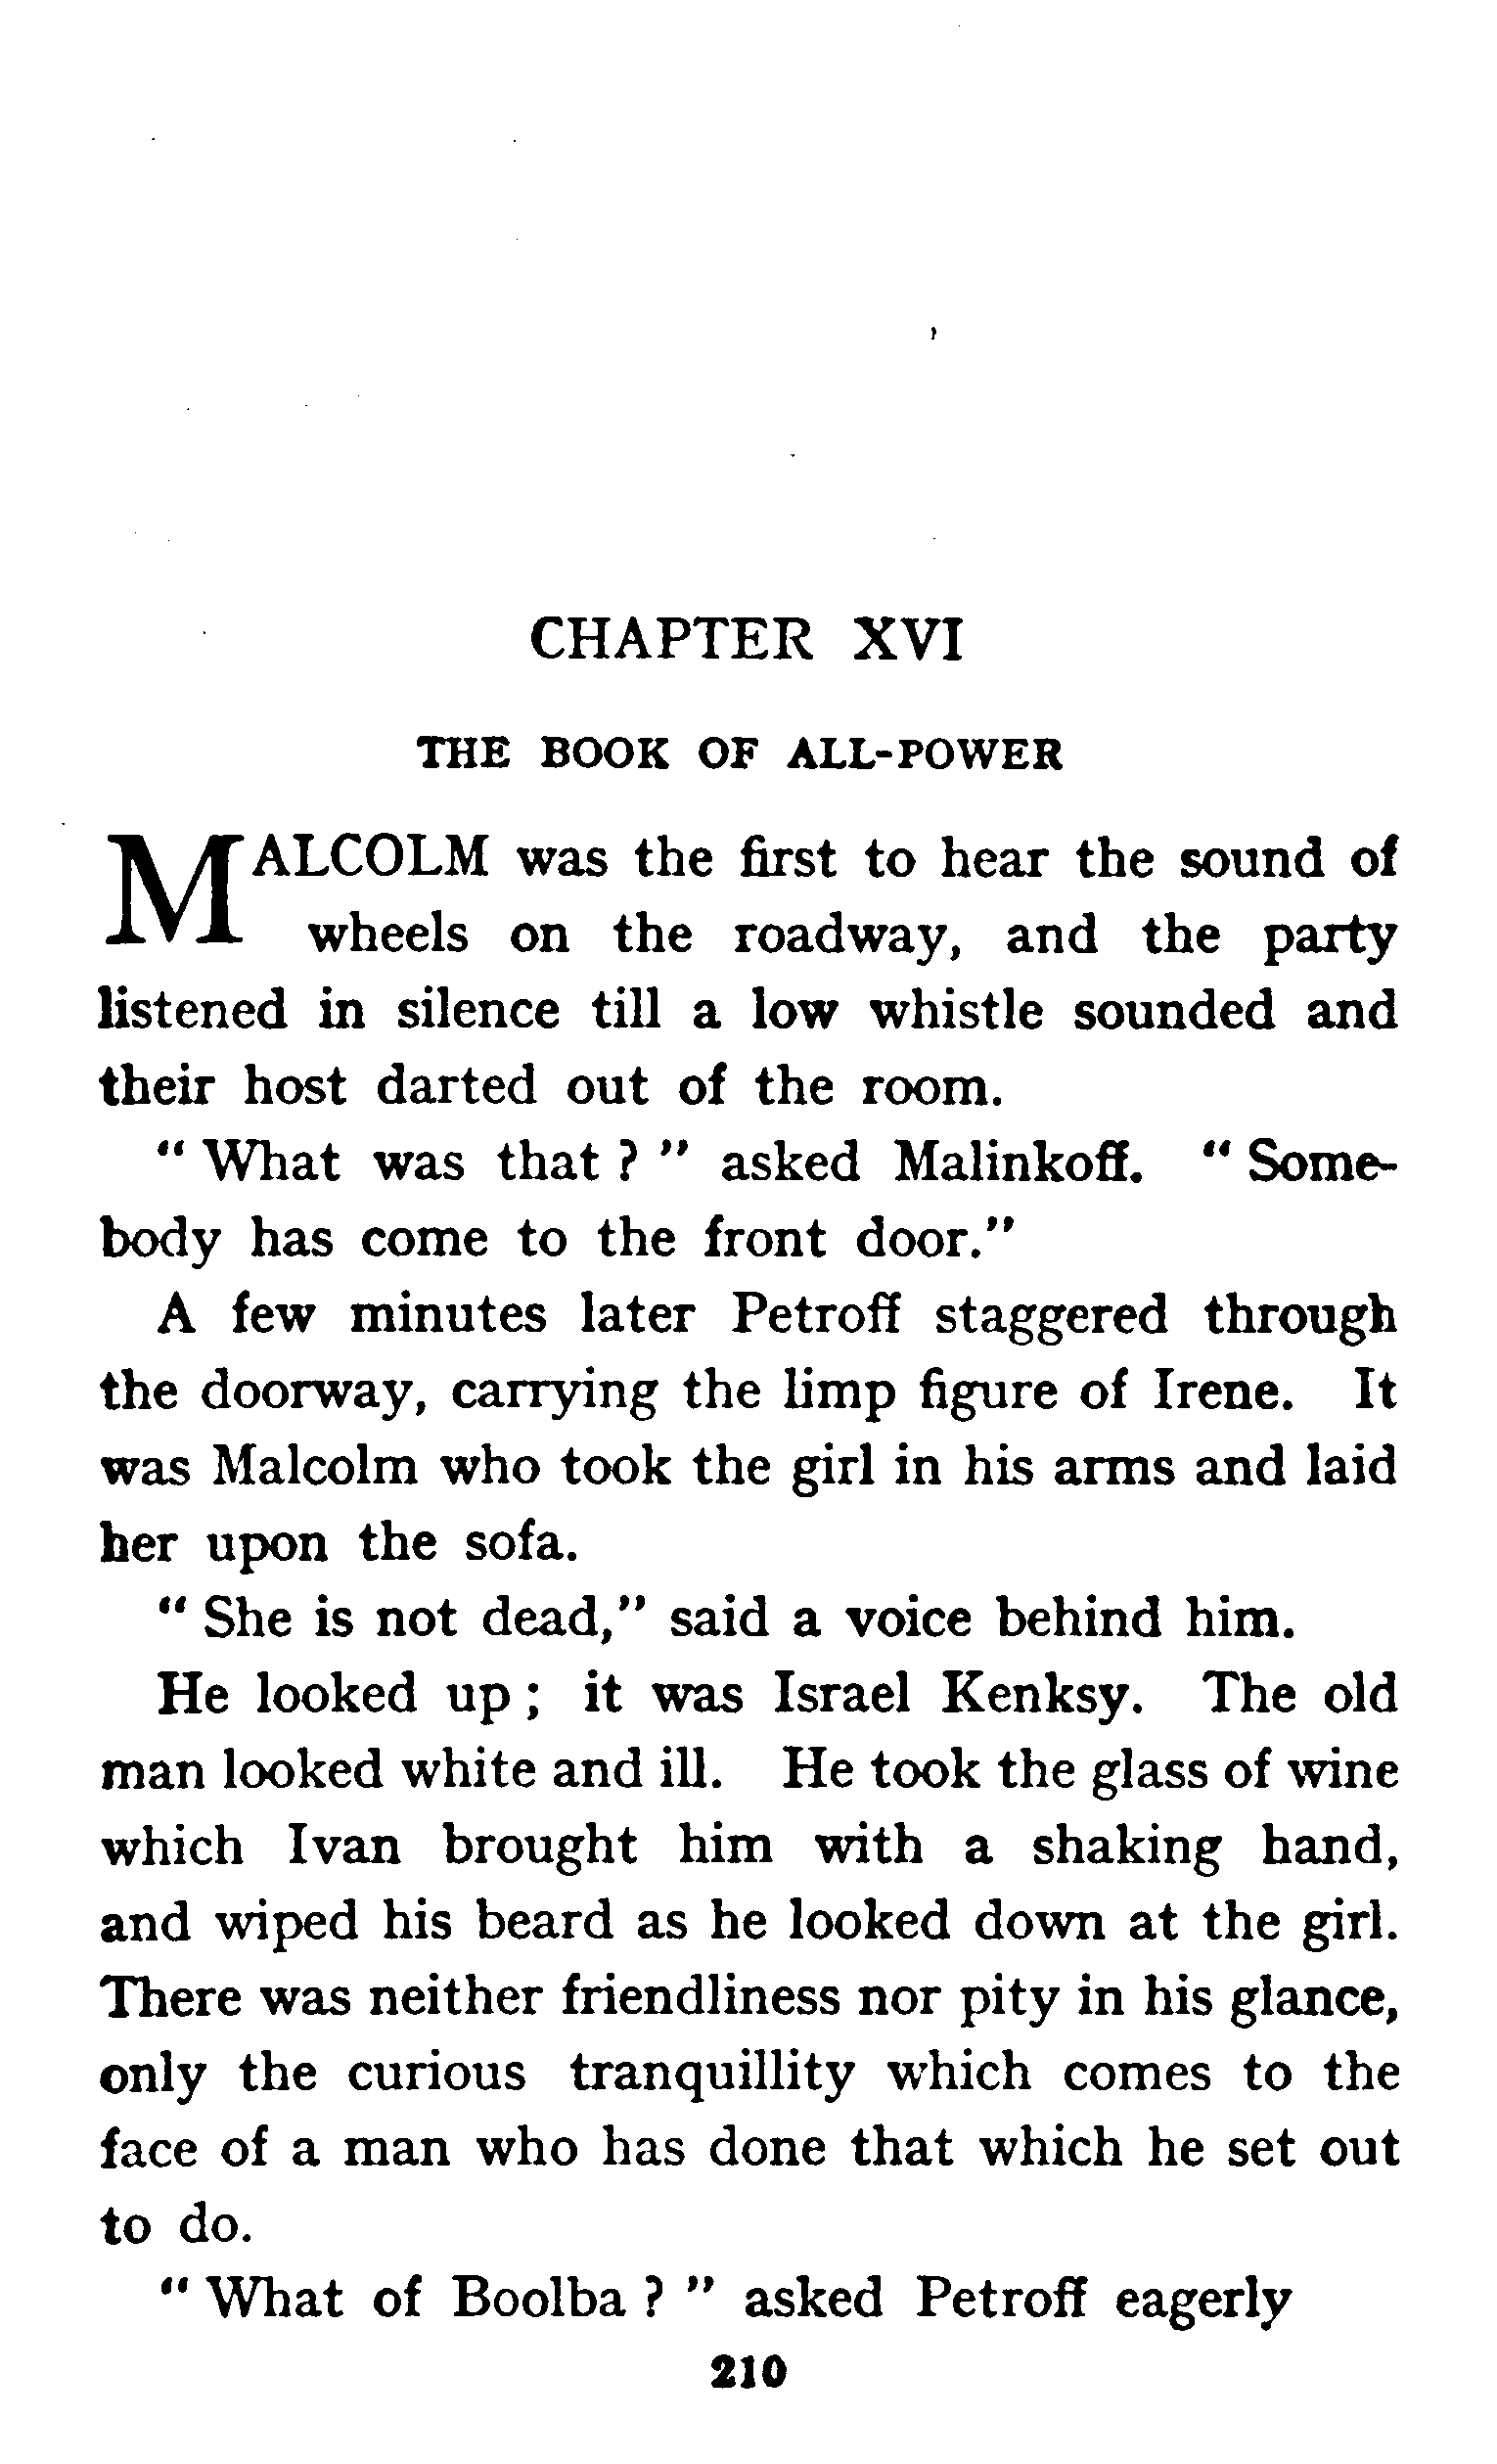 CHAPTER XVI
THE BOOK OF ALL-POWER
MALCOLM was the first to hear the sound of
wheels on the roadway, and the party
listened in silence till a low whistle sounded and
their host darted out of the room.
" What was that ? " asked Malinkoff. " Some-
body has come to the front door."
A few minutes later Petroff staggered through
the doorway, carrying the limp figure of Irene. It
was Malcolm who took the girl in his arms and laid
her upon the sofa.
" She is not dead," said a voice behind him.
He looked up ; it was Israel Kenksy. The old
man looked white and ill. He took the glass of wine
which Ivan brought him with a shaking hand,
and wiped his beard as he looked down at the girl.
There was neither friendliness nor pity in his glance,
only the curious tranquillity which comes to the
face of a man who has done that which he set out
to do.
" What of Boolba ? " asked Petroff eagerly
210